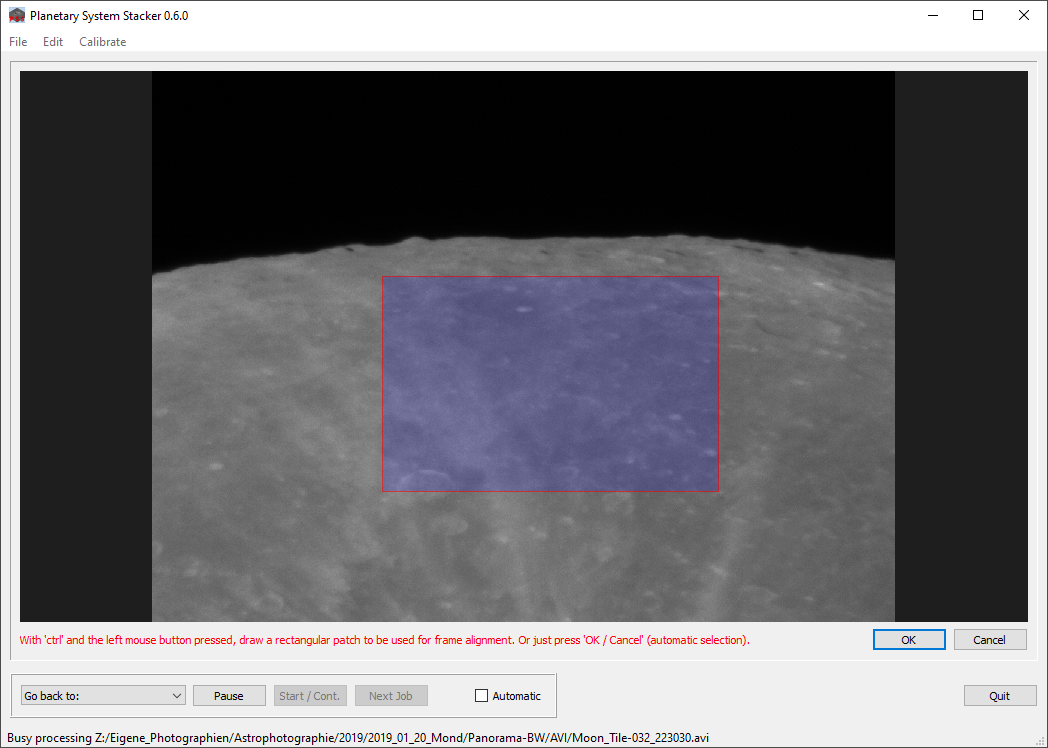 Planetary System Stacker 0.6.0
File Edit Calibrate
With 'ctrl' and the left mouse button pressed, draw a rectangular patch to be used for frame alignment. Or just press 'OK / Cancel' (automatic selection).
OK Cancel
Go back to: Pause Start / Cont. Next Job Automatic Quit
Busy processing Z:/Eigene_Photographien/Astrophotographie/2019/2019_01_20_Mond/Panorama-BW/AVI/Moon_Tile-032_223030.avi